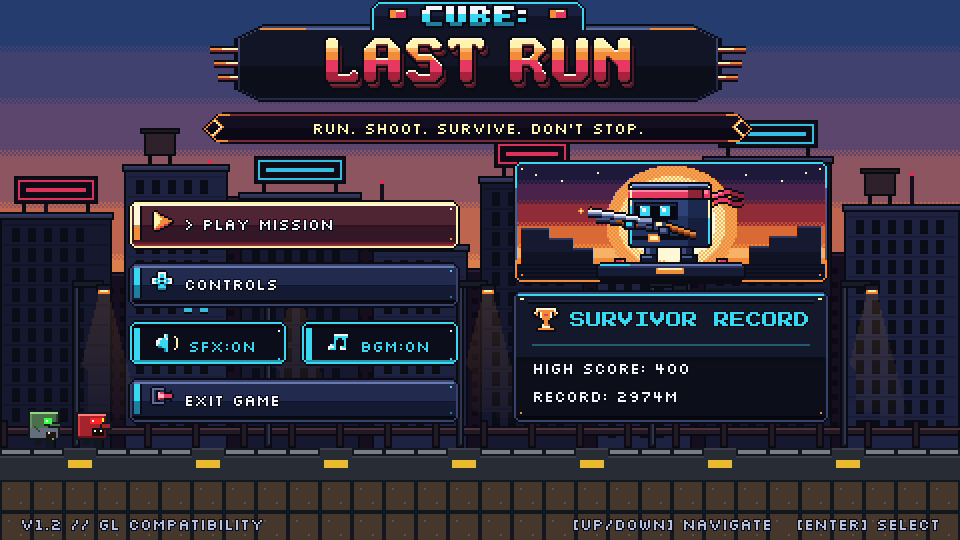 CUBE:
LAST RUN
RUN. SHOOT. SURVIVE. DON'T STOP.
> PLAY MISSION
CONTROLS
SFX:ON
BGM:ON
EXIT GAME
SURVIVOR RECORD
HIGH SCORE: 400
RECORD: 2974M
V1.2 // GL COMPATIBILITY
[UP/DOWN] NAVIGATE [ENTER] SELECT